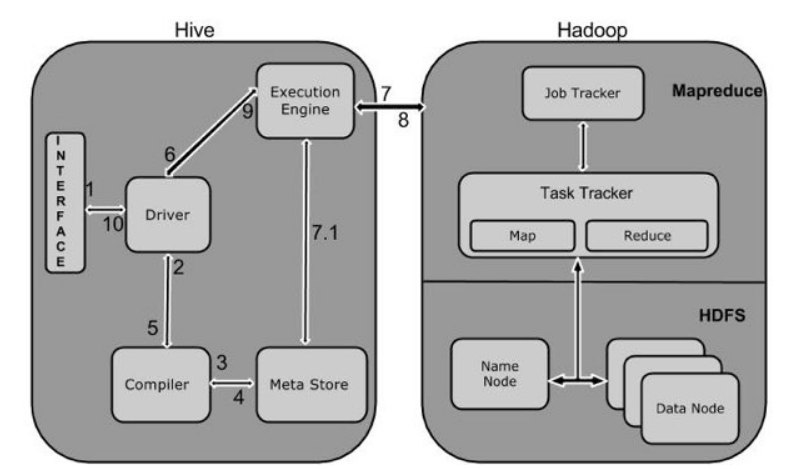 Hive
Hadoop
Execution
Engine
7
8
9
6
I
N
T
E
R
F
A
C
E
1
10
Driver
2
7.1
5
Compiler
3
4
Meta Store
Job Tracker
Mapreduce
Task Tracker
Map
Reduce
HDFS
Name
Node
Data Node